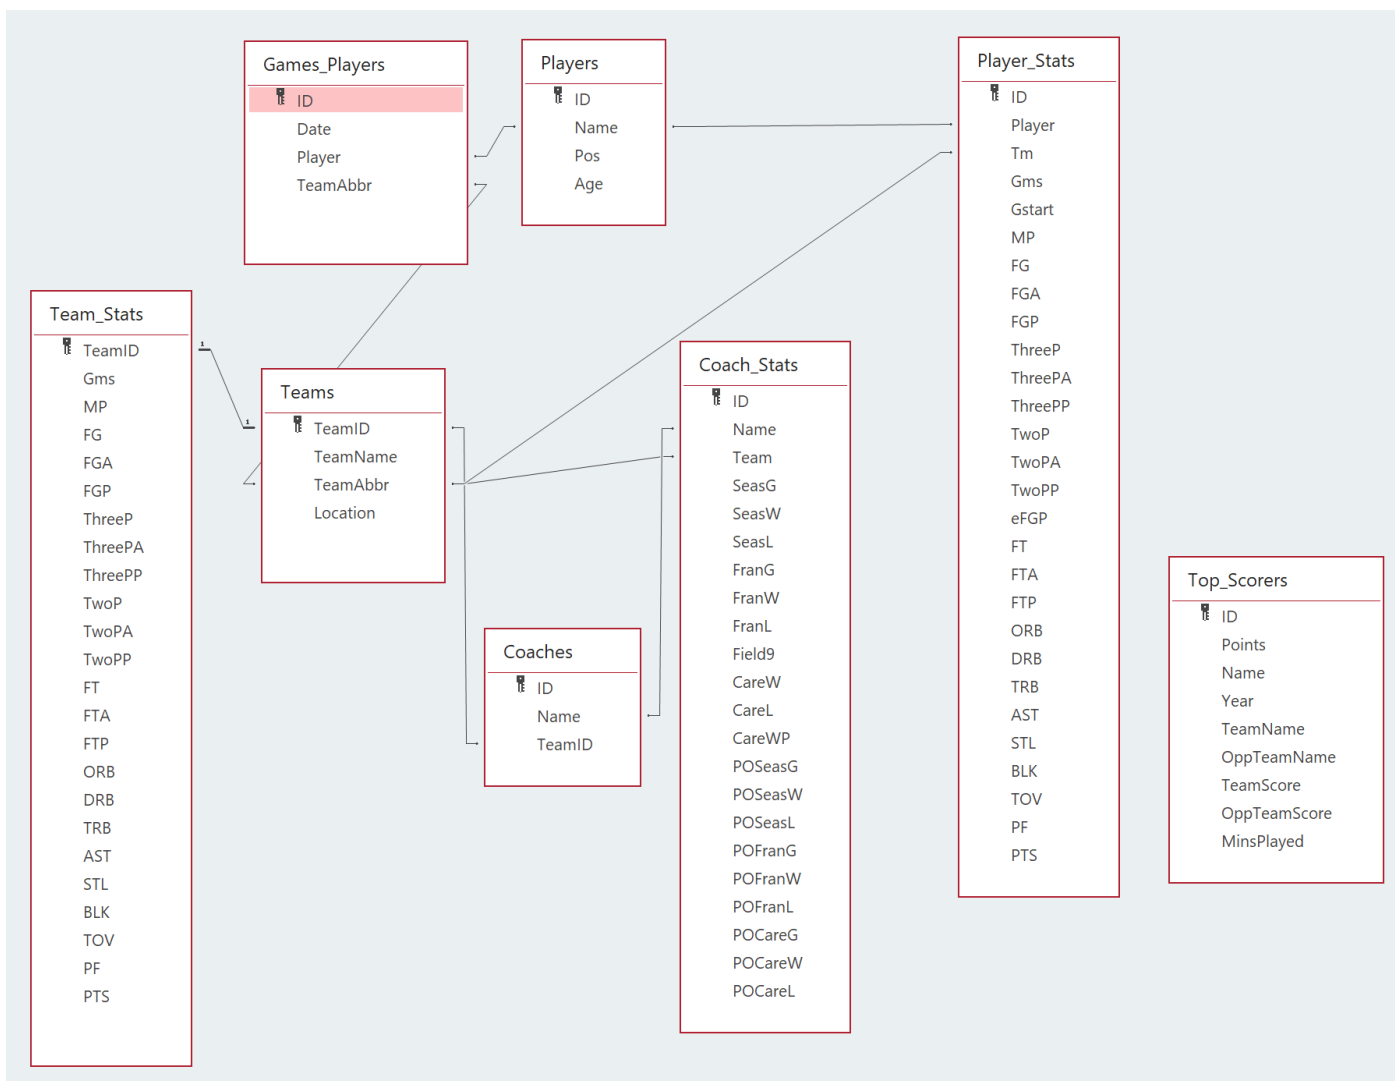 Games_Players
ID
Date
Player
TeamAbbr
Players
ID
Name
Pos
Age
Player_Stats
ID
Player
Tm
Gms
Gstart
MP
FG
FGA
FGP
ThreeP
ThreePA
ThreePP
TwoP
TwoPA
TwoPP
eFGP
FT
FTA
FTP
ORB
DRB
TRB
AST
STL
BLK
TOV
PF
PTS
Team_Stats
TeamID
Gms
MP
FG
FGA
FGP
ThreeP
ThreePA
ThreePP
TwoP
TwoPA
TwoPP
FT
FTA
FTP
ORB
DRB
TRB
AST
STL
BLK
TOV
PF
PTS
1
1
Teams
TeamID
TeamName
TeamAbbr
Location
Coach_Stats
ID
Name
Team
SeasG
SeasW
SeasL
FranG
FranW
FranL
Field9
CareW
CareL
CareWP
POSeasG
POSeasW
POSeasL
POFranG
POFranW
POFranL
POCareG
POCareW
POCareL
Coaches
ID
Name
TeamID
Top_Scorers
ID
Points
Name
Year
TeamName
OppTeamName
TeamScore
OppTeamScore
MinsPlayed